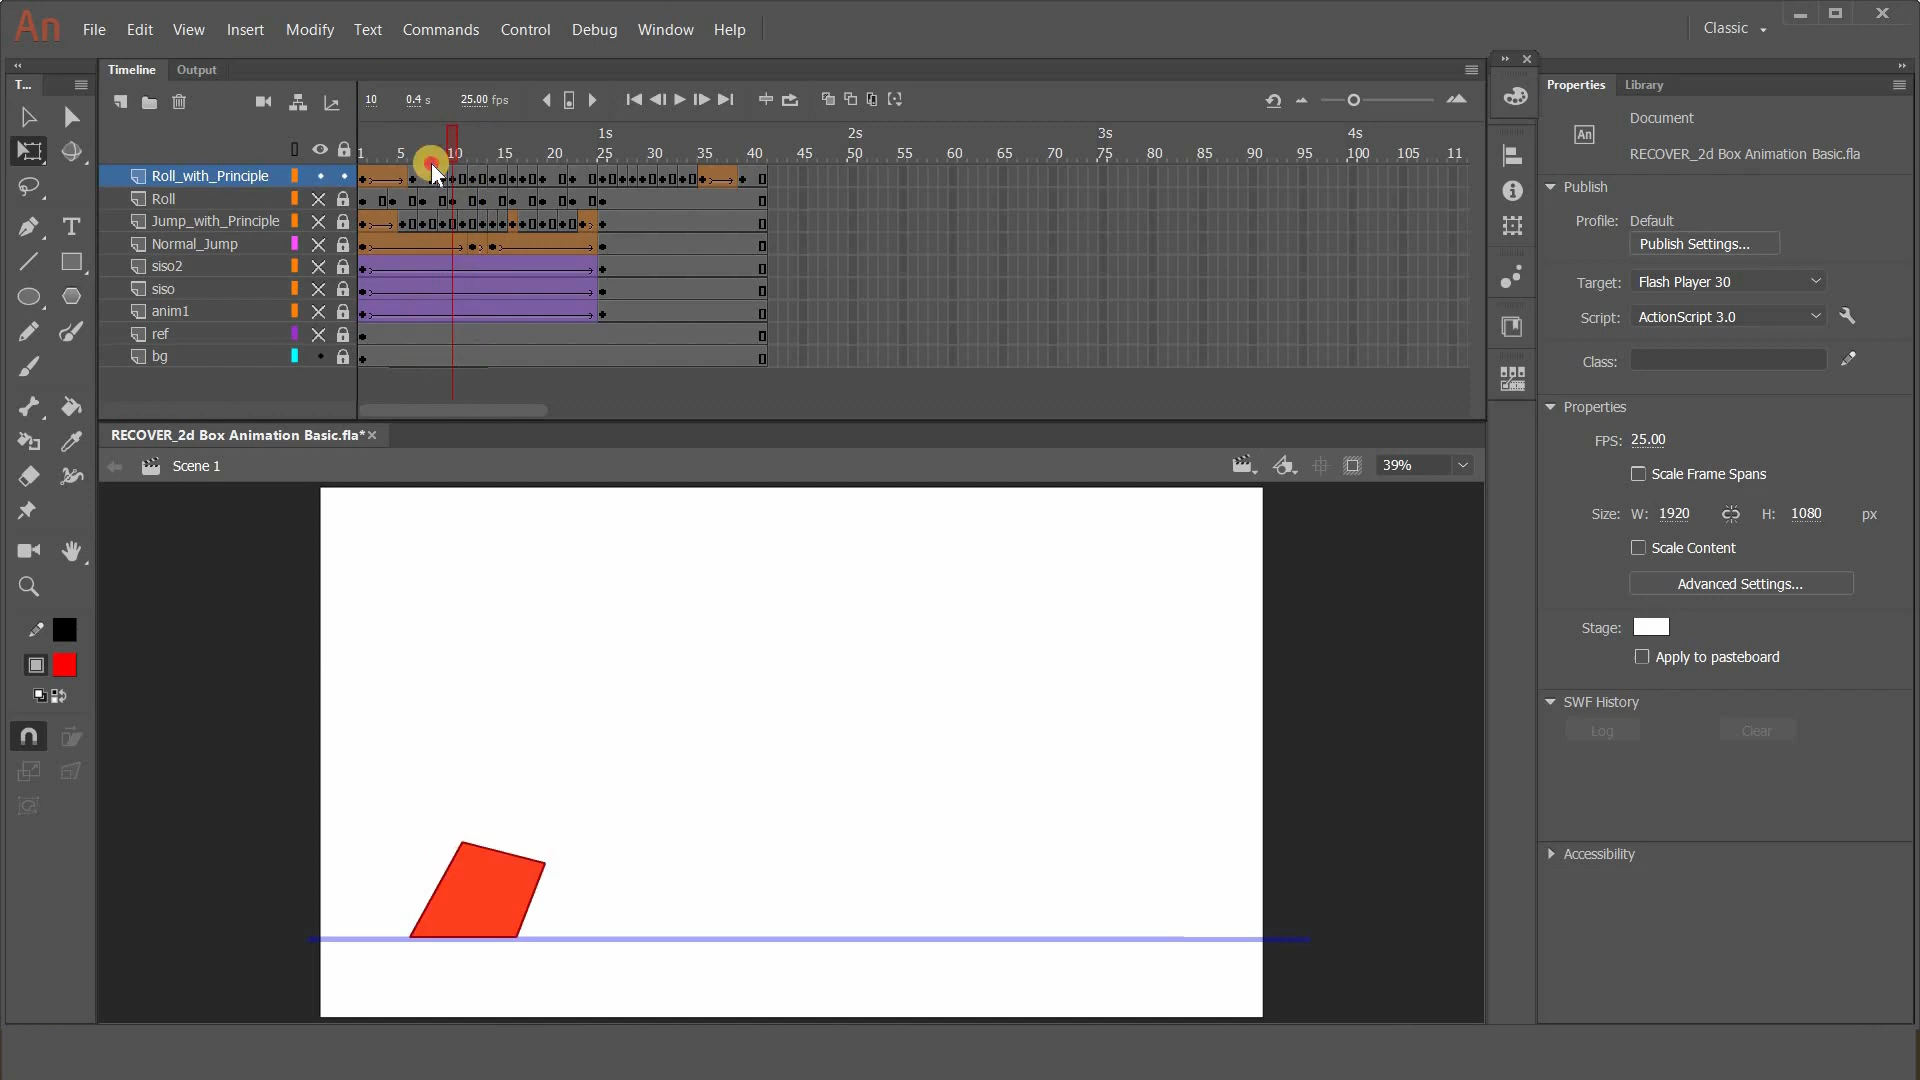 An File Edit View Insert Modify Text Commands Control Debug Window Help Classic
Timeline Output
T...
10 0.4 s 25.00 fps
1s 2s 3s 4s
1 5 10 15 20 25 30 35 40 45 50 55 60 65 70 75 80 85 90 95 100 105 11
Roll_with_Principle
Roll
Jump_with_Principle
Normal_Jump
siso2
siso
anim1
ref
bg
RECOVER_2d Box Animation Basic.fla*
Scene 1
39%
Properties Library
An
Document
RECOVER_2d Box Animation Basic.fla
Publish
Profile: Default
Publish Settings...
Target: Flash Player 30
Script: ActionScript 3.0
Class:
Properties
FPS: 25.00
Scale Frame Spans
Size: W: 1920 H: 1080 px
Scale Content
Advanced Settings...
Stage:
Apply to pasteboard
SWF History
Log Clear
Accessibility